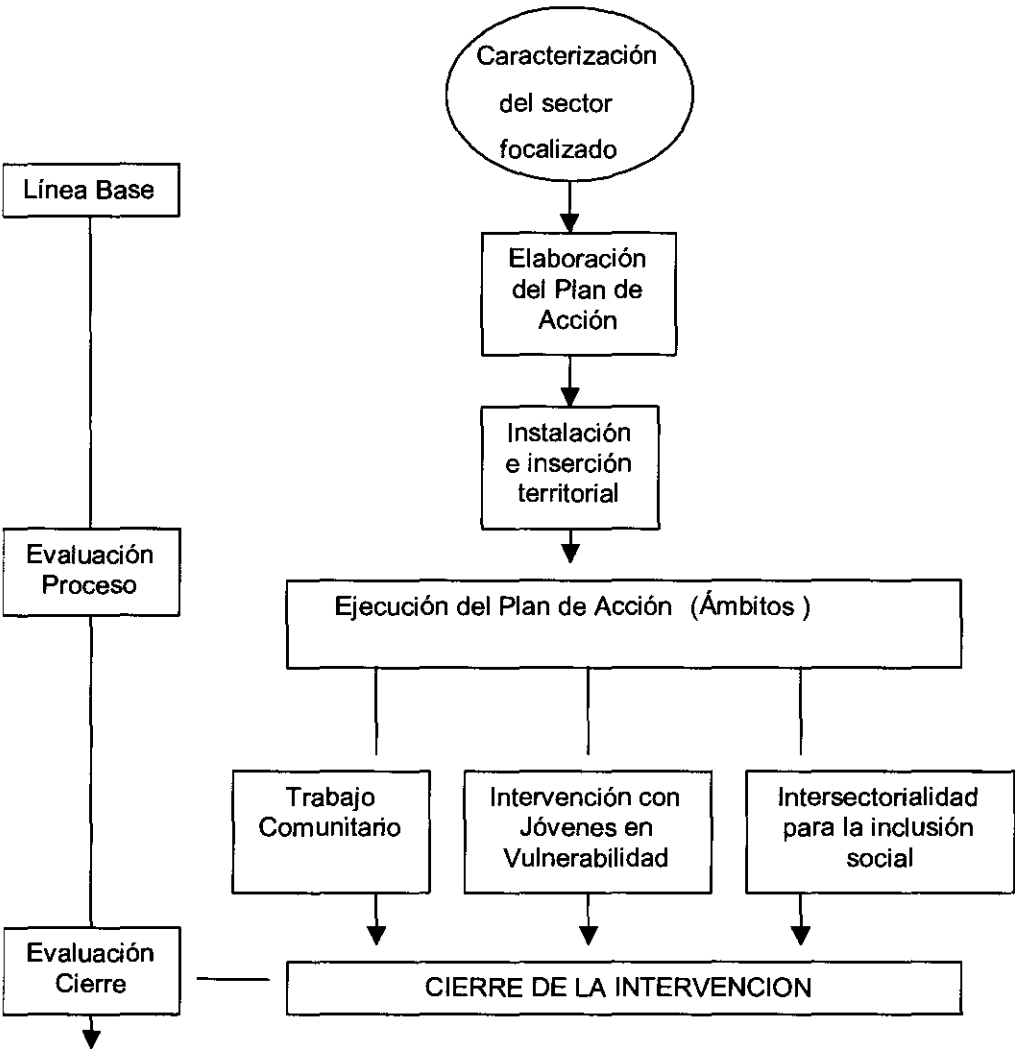 Caracterización
del sector
focalizado
Línea Base
Elaboración
del Plan de
Acción
Instalación
e inserción
territorial
Evaluación
Proceso
Ejecución del Plan de Acción (Ámbitos )
Trabajo
Comunitario
Intervención con
Jóvenes en
Vulnerabilidad
Intersectorialidad
para la inclusión
social
Evaluación
Cierre
CIERRE DE LA INTERVENCION